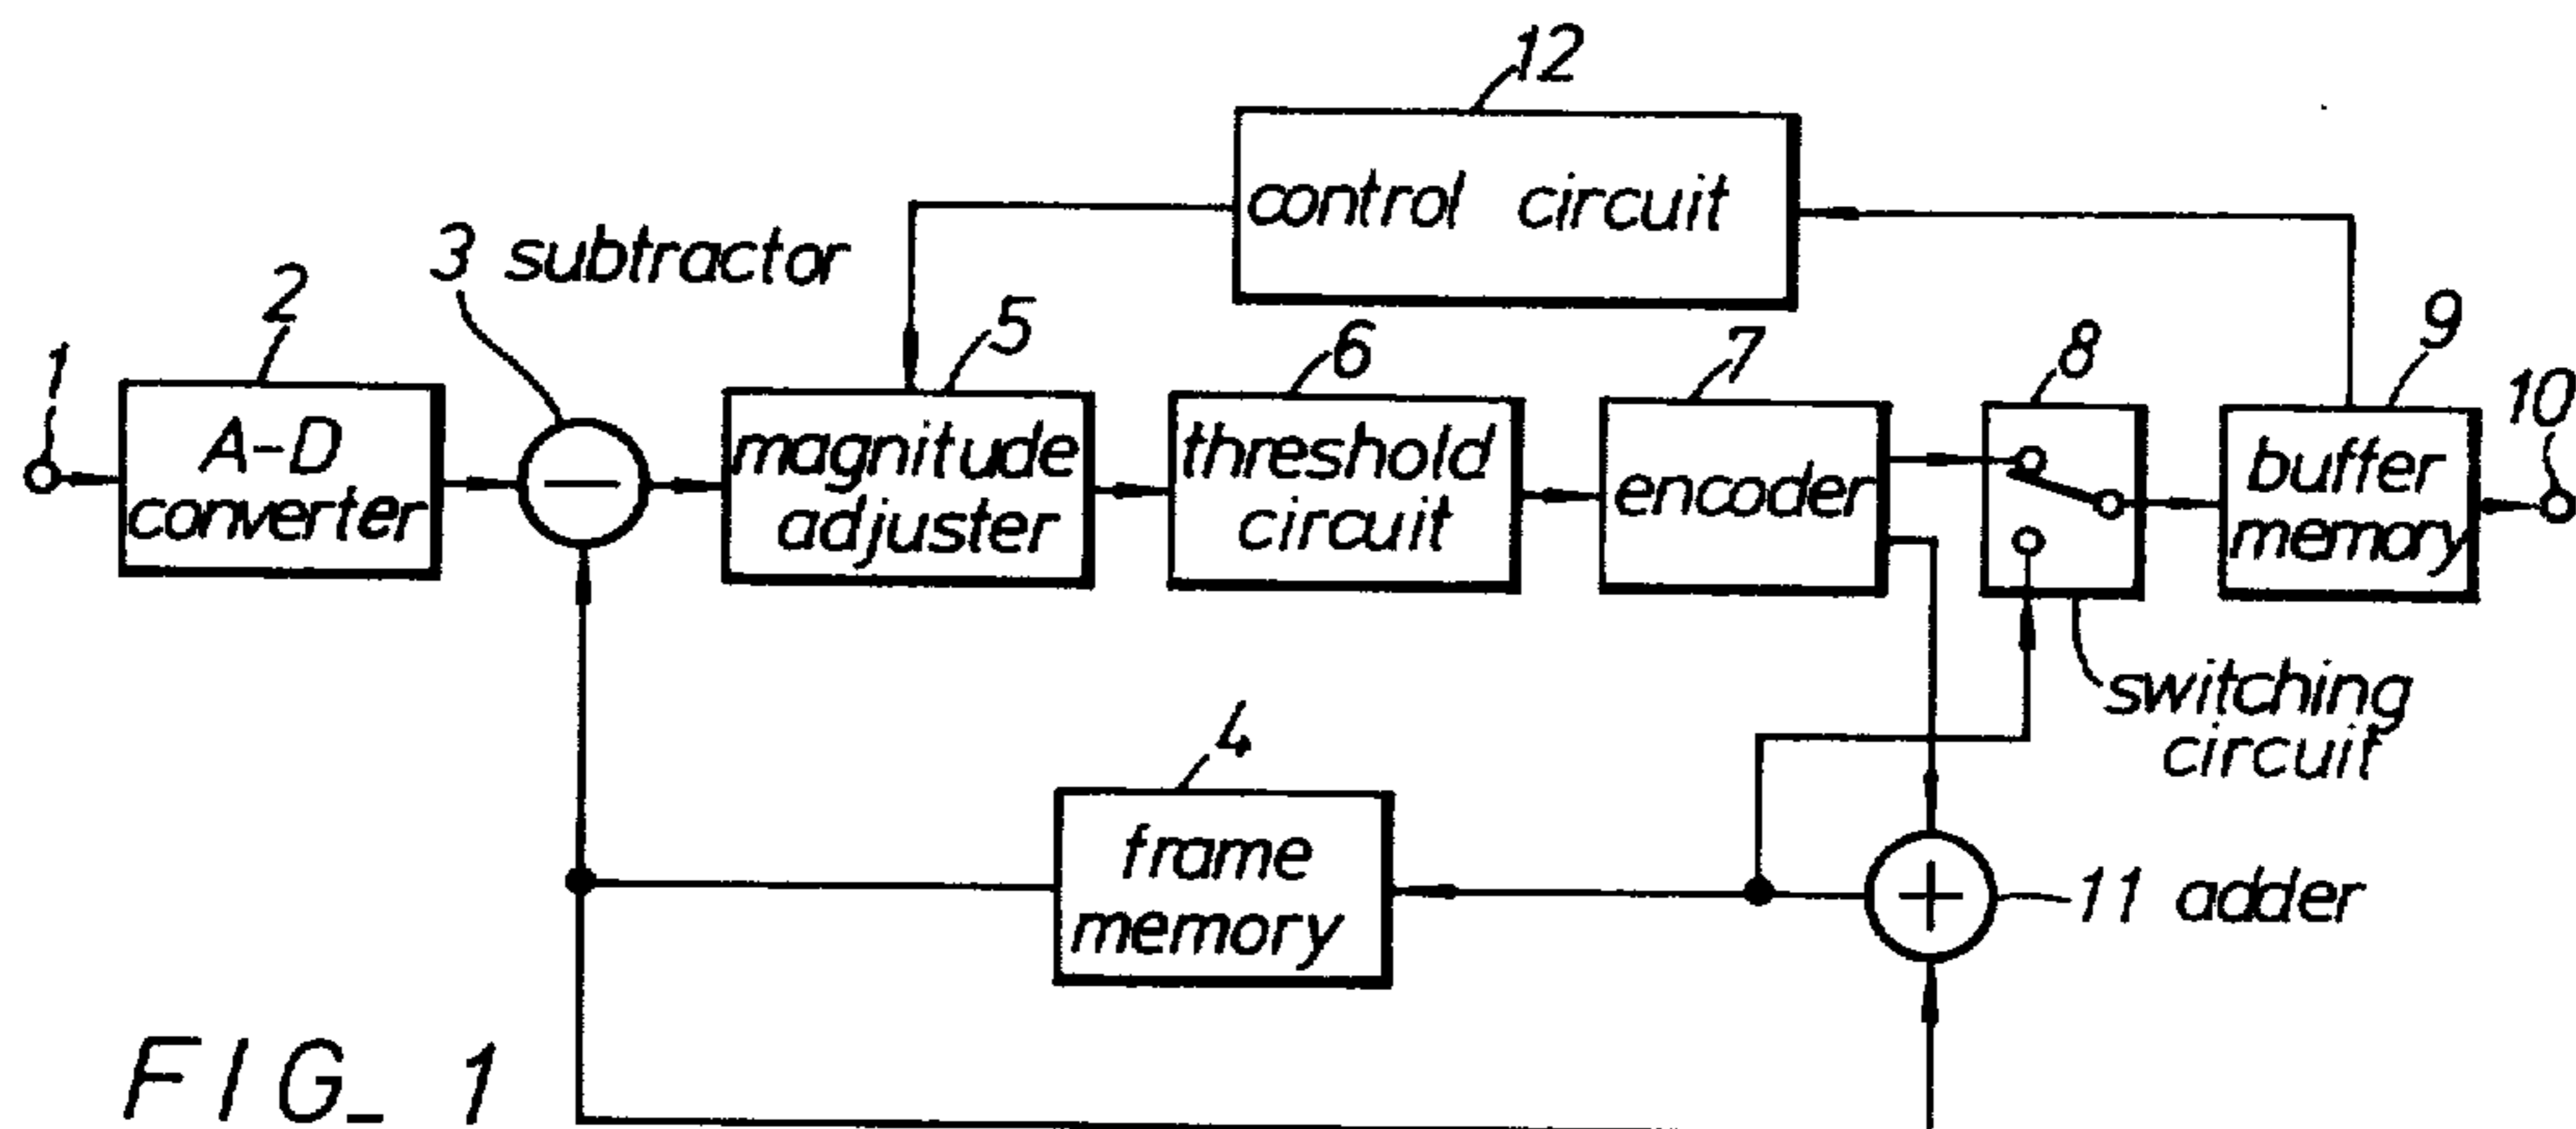 12
control circuit
3 subtractor
2
5
6
7
8
9
1
10
A-D
converter
−
magnitude
adjuster
threshold
circuit
encoder
buffer
memory
switching
circuit
4
frame
memory
+
11 adder
FIG_ 1